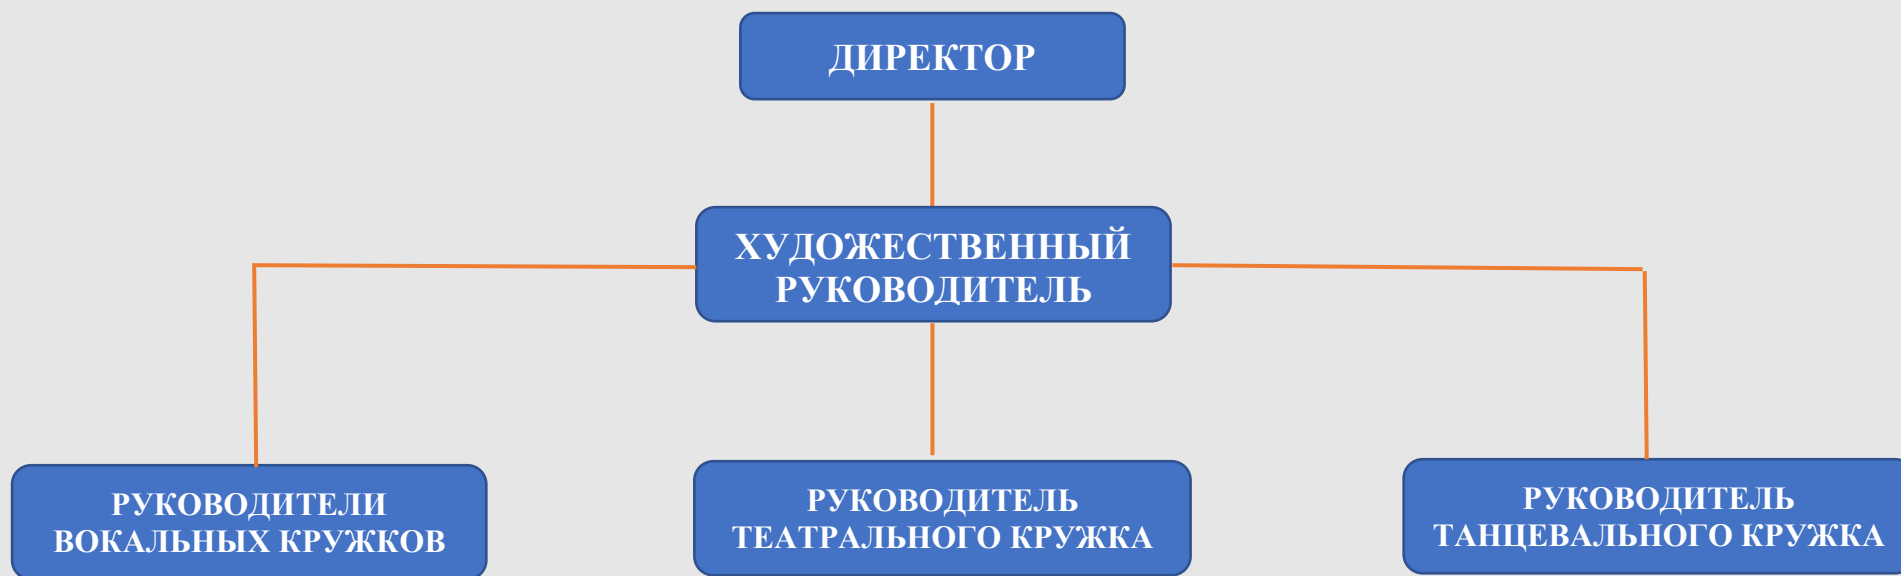 ДИРЕКТОР
ХУДОЖЕСТВЕННЫЙ
РУКОВОДИТЕЛЬ
РУКОВОДИТЕЛИ
ВОКАЛЬНЫХ КРУЖКОВ
РУКОВОДИТЕЛЬ
ТЕАТРАЛЬНОГО КРУЖКА
РУКОВОДИТЕЛЬ
ТАНЦЕВАЛЬНОГО КРУЖКА